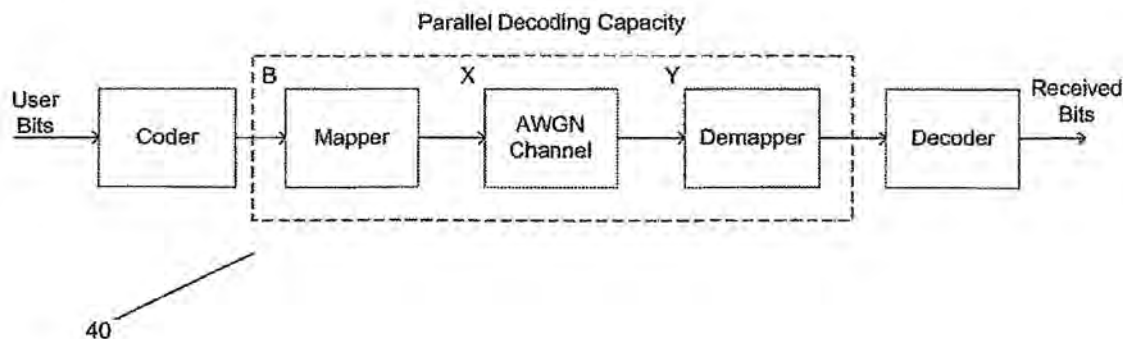 Parallel Decoding Capacity
User
Bits
Coder
B
Mapper
X
AWGN
Channel
Y
Demapper
Decoder
Received
Bits
40